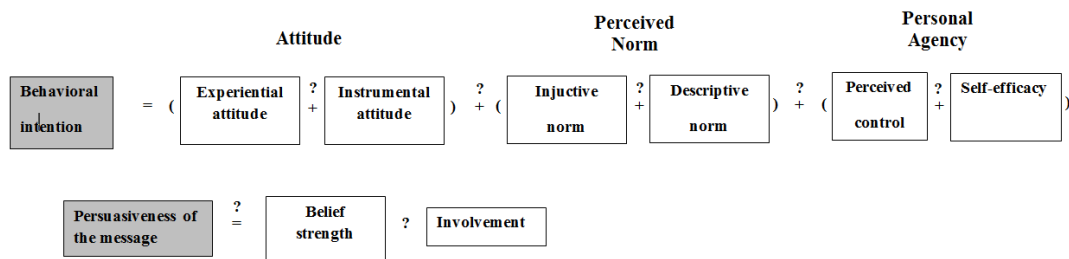 Attitude
Perceived
Norm
Personal
Agency
Behavioral
intention
= (
Experiential
attitude
?
+
Instrumental
attitude
)
?
+ (
Injuctive
norm
?
+
Descriptive
norm
)
?
+ (
Perceived
control
?
+
Self-efficacy
)
Persuasiveness of
the message
?
=
Belief
strength
?
Involvement